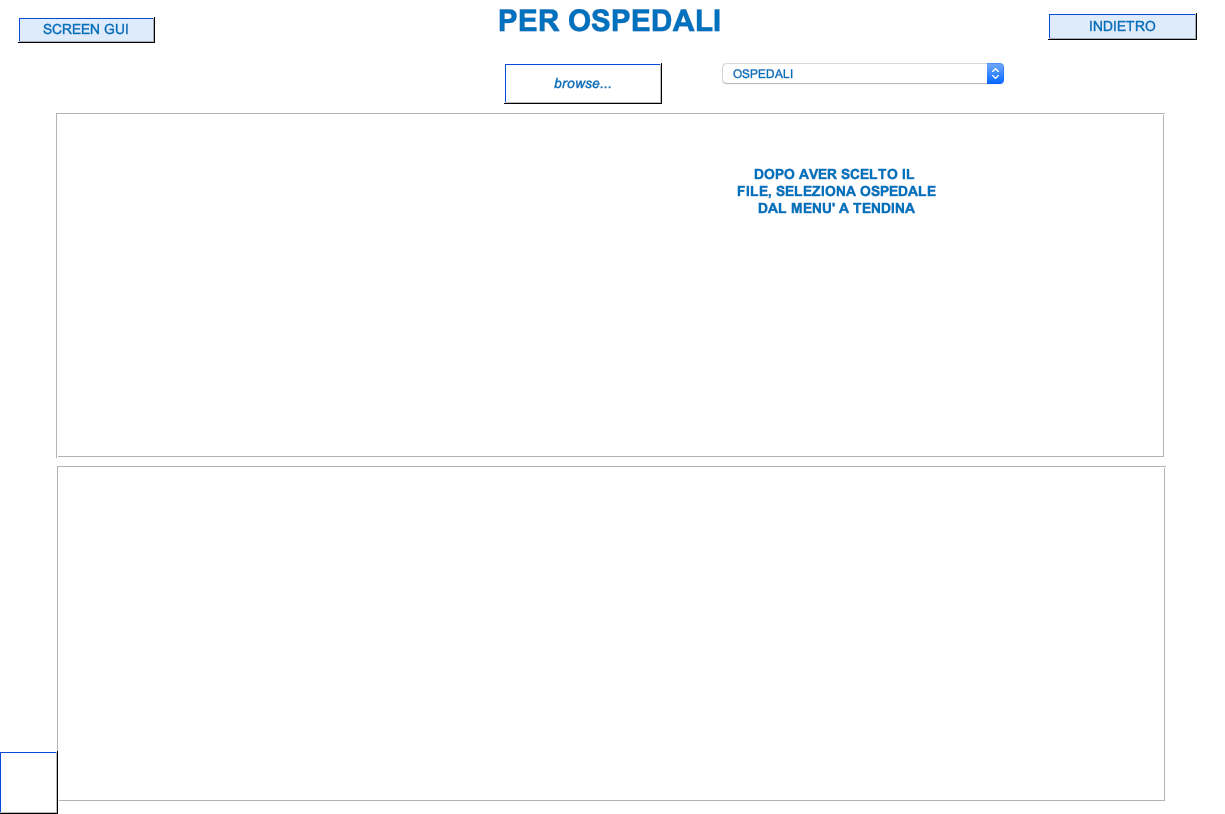 SCREEN GUI
PER OSPEDALI
INDIETRO
browse...
OSPEDALI
DOPO AVER SCELTO IL
FILE, SELEZIONA OSPEDALE
DAL MENU' A TENDINA